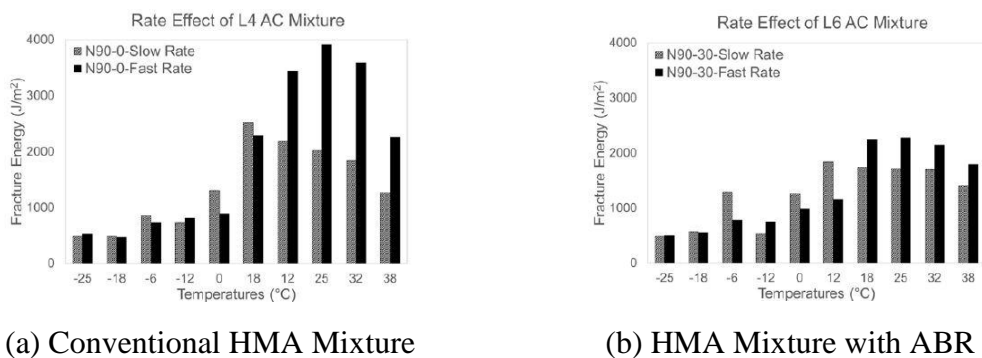 Rate Effect of L4 AC Mixture
N90-0-Slow Rate
N90-0-Fast Rate
Fracture Energy (J/m²)
4000
3000
2000
1000
0
-25 -18 -6 -12 0 18 12 25 32 38
Temperatures (°C)
(a) Conventional HMA Mixture
Rate Effect of L6 AC Mixture
N90-30-Slow Rate
N90-30-Fast Rate
Fracture Energy (J/m²)
4000
3000
2000
1000
0
-25 -18 -6 -12 0 12 18 25 32 38
Temperatures (°C)
(b) HMA Mixture with ABR